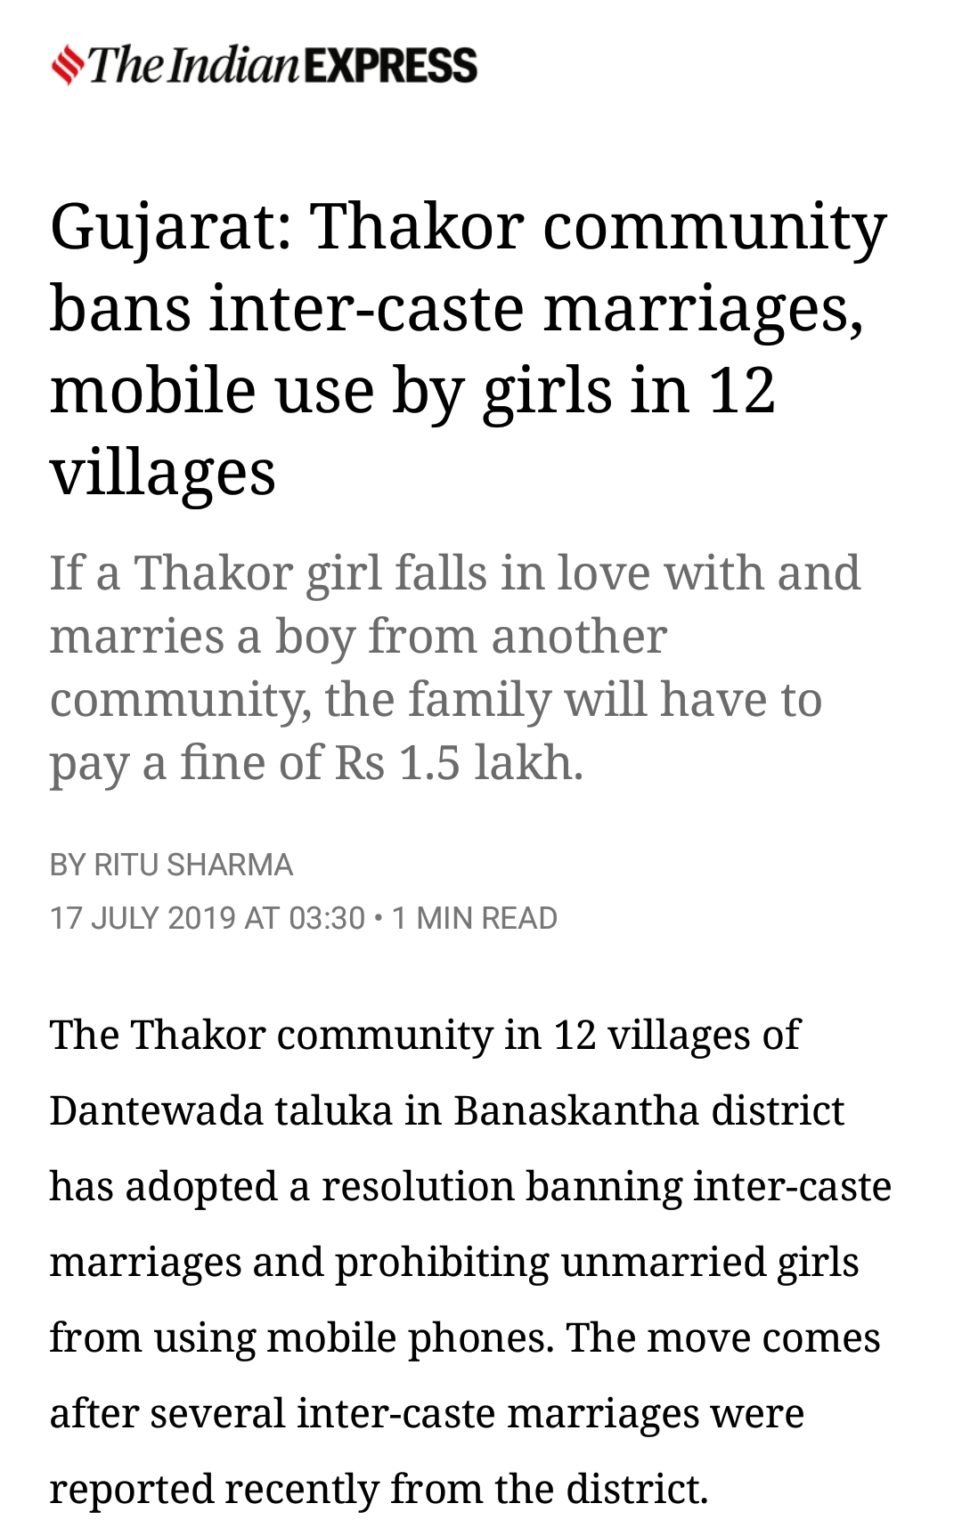 The Indian EXPRESS
Gujarat: Thakor community
bans inter-caste marriages,
mobile use by girls in 12
villages
If a Thakor girl falls in love with and
marries a boy from another
community, the family will have to
pay a fine of Rs 1.5 lakh.
BY RITU SHARMA
17 JULY 2019 AT 03:30 • 1 MIN READ
The Thakor community in 12 villages of
Dantewada taluka in Banaskantha district
has adopted a resolution banning inter-caste
marriages and prohibiting unmarried girls
from using mobile phones. The move comes
after several inter-caste marriages were
reported recently from the district.